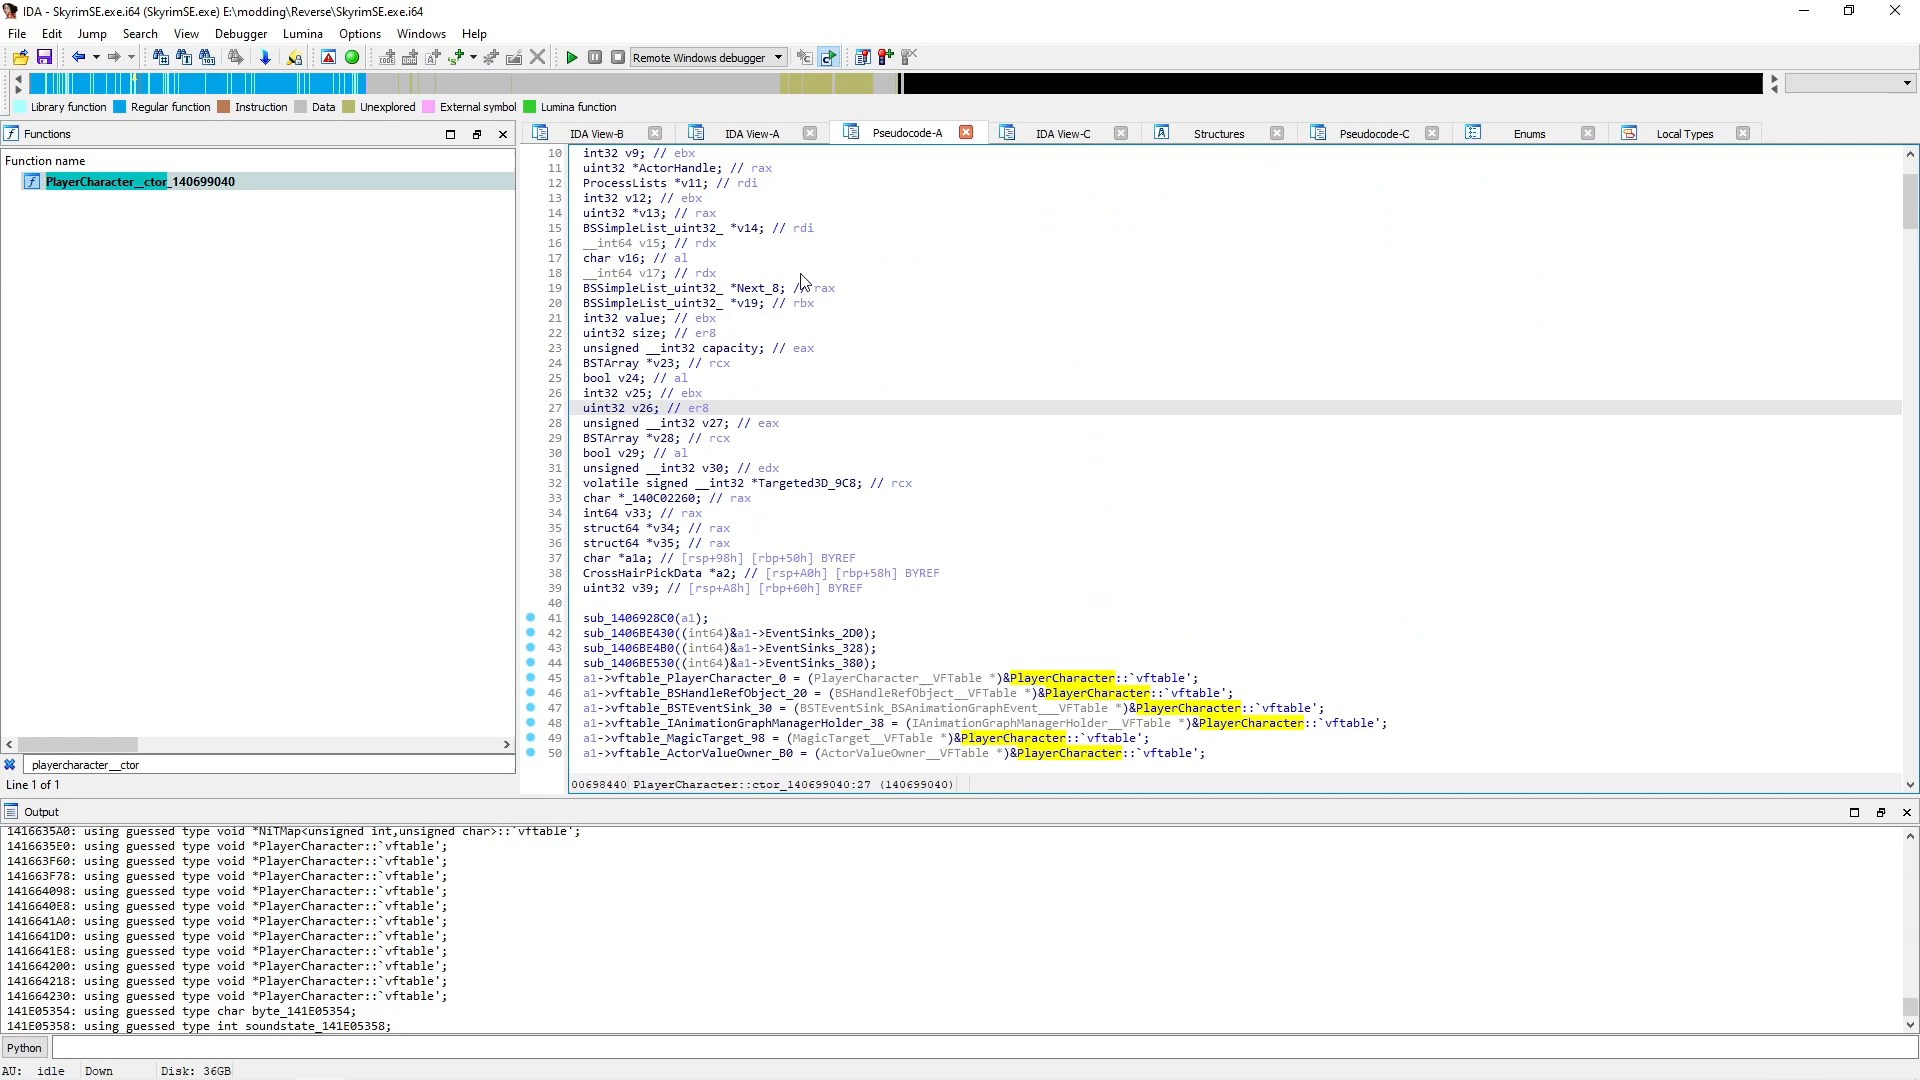 IDA - SkyrimSE.exe.i64 (SkyrimSE.exe) E:\modding\Reverse\SkyrimSE.exe.i64
File Edit Jump Search View Debugger Lumina Options Windows Help
Remote Windows debugger
Library function Regular function Instruction Data Unexplored External symbol Lumina function
Functions
IDA View-B IDA View-A Pseudocode-A IDA View-C Structures Pseudocode-C Enums Local Types
Function name
PlayerCharacter__ctor_140699040
playercharacter__ctor
Line 1 of 1
10 int32 v9; // ebx
11 uint32 *ActorHandle; // rax
12 ProcessLists *v11; // rdi
13 int32 v12; // ebx
14 uint32 *v13; // rax
15 BSSimpleList_uint32_ *v14; // rdi
16 __int64 v15; // rdx
17 char v16; // al
18 __int64 v17; // rdx
19 BSSimpleList_uint32_ *Next_8; // rax
20 BSSimpleList_uint32_ *v19; // rbx
21 int32 value; // ebx
22 uint32 size; // er8
23 unsigned __int32 capacity; // eax
24 BSTArray *v23; // rcx
25 bool v24; // al
26 int32 v25; // ebx
27 uint32 v26; // er8
28 unsigned __int32 v27; // eax
29 BSTArray *v28; // rcx
30 bool v29; // al
31 unsigned __int32 v30; // edx
32 volatile signed __int32 *Targeted3D_9C8; // rcx
33 char *_140C02260; // rax
34 int64 v33; // rax
35 struct64 *v34; // rax
36 struct64 *v35; // rax
37 char *a1a; // [rsp+98h] [rbp+50h] BYREF
38 CrossHairPickData *a2; // [rsp+A0h] [rbp+58h] BYREF
39 uint32 v39; // [rsp+A8h] [rbp+60h] BYREF
40
41 sub_1406928C0(a1);
42 sub_1406BE430((int64)&a1->EventSinks_2D0);
43 sub_1406BE4B0((int64)&a1->EventSinks_328);
44 sub_1406BE530((int64)&a1->EventSinks_380);
45 a1->vftable_PlayerCharacter_0 = (PlayerCharacter__VFTable *)&PlayerCharacter::`vftable';
46 a1->vftable_BSHandleRefObject_20 = (BSHandleRefObject__VFTable *)&PlayerCharacter::`vftable';
47 a1->vftable_BSTEventSink_30 = (BSTEventSink_BSAnimationGraphEvent___VFTable *)&PlayerCharacter::`vftable';
48 a1->vftable_IAnimationGraphManagerHolder_38 = (IAnimationGraphManagerHolder__VFTable *)&PlayerCharacter::`vftable';
49 a1->vftable_MagicTarget_98 = (MagicTarget__VFTable *)&PlayerCharacter::`vftable';
50 a1->vftable_ActorValueOwner_B0 = (ActorValueOwner__VFTable *)&PlayerCharacter::`vftable';
00698440 PlayerCharacter::ctor_140699040:27 (140699040)
Output
1416635A0: using guessed type void *NiTMap<unsigned int,unsigned char>::`vftable';
1416635E0: using guessed type void *PlayerCharacter::`vftable';
141663F60: using guessed type void *PlayerCharacter::`vftable';
141663F78: using guessed type void *PlayerCharacter::`vftable';
141664098: using guessed type void *PlayerCharacter::`vftable';
1416640E8: using guessed type void *PlayerCharacter::`vftable';
1416641A0: using guessed type void *PlayerCharacter::`vftable';
1416641D0: using guessed type void *PlayerCharacter::`vftable';
1416641E8: using guessed type void *PlayerCharacter::`vftable';
141664200: using guessed type void *PlayerCharacter::`vftable';
141664218: using guessed type void *PlayerCharacter::`vftable';
141664230: using guessed type void *PlayerCharacter::`vftable';
141E05354: using guessed type char byte_141E05354;
141E05358: using guessed type int soundstate_141E05358;
Python
AU: idle Down Disk: 36GB